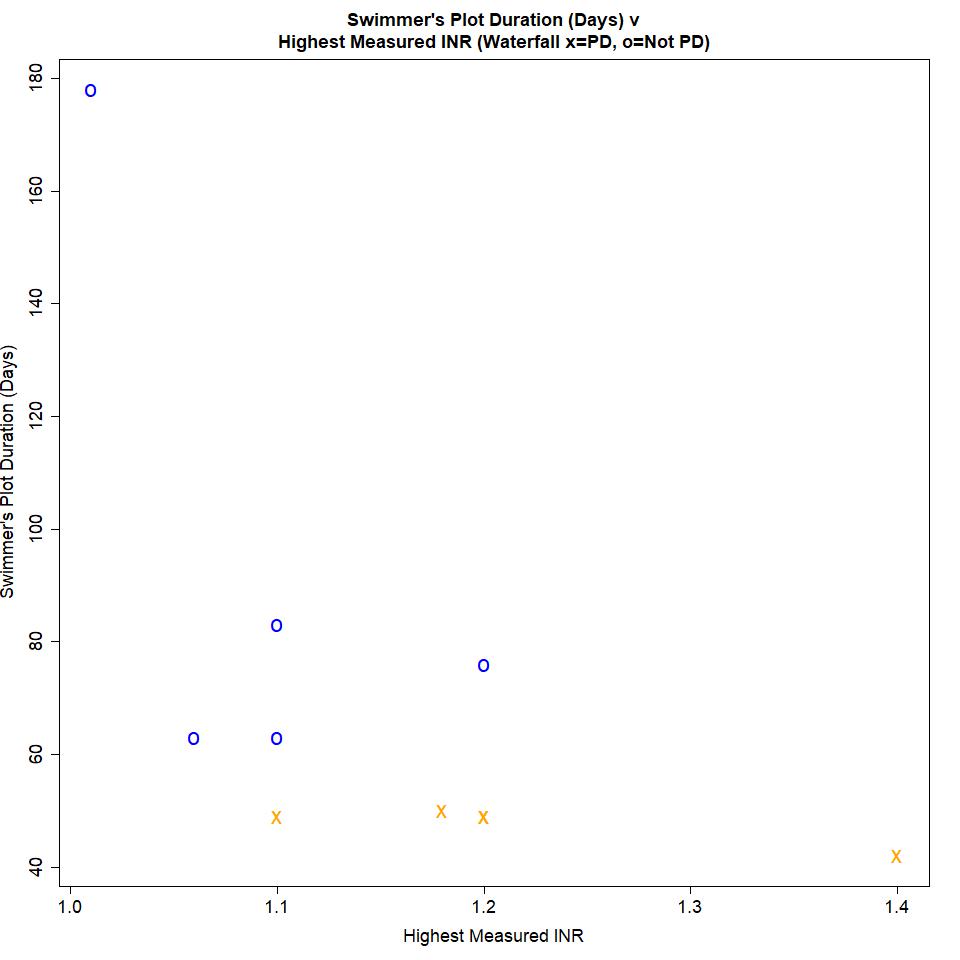 Swimmer's Plot Duration (Days) v
Highest Measured INR (Waterfall x=PD, o=Not PD)
Swimmer's Plot Duration (Days)
180
160
140
120
100
80
60
40
o
o
o
o
o
x
x
x
x
1.0 1.1 1.2 1.3 1.4
Highest Measured INR